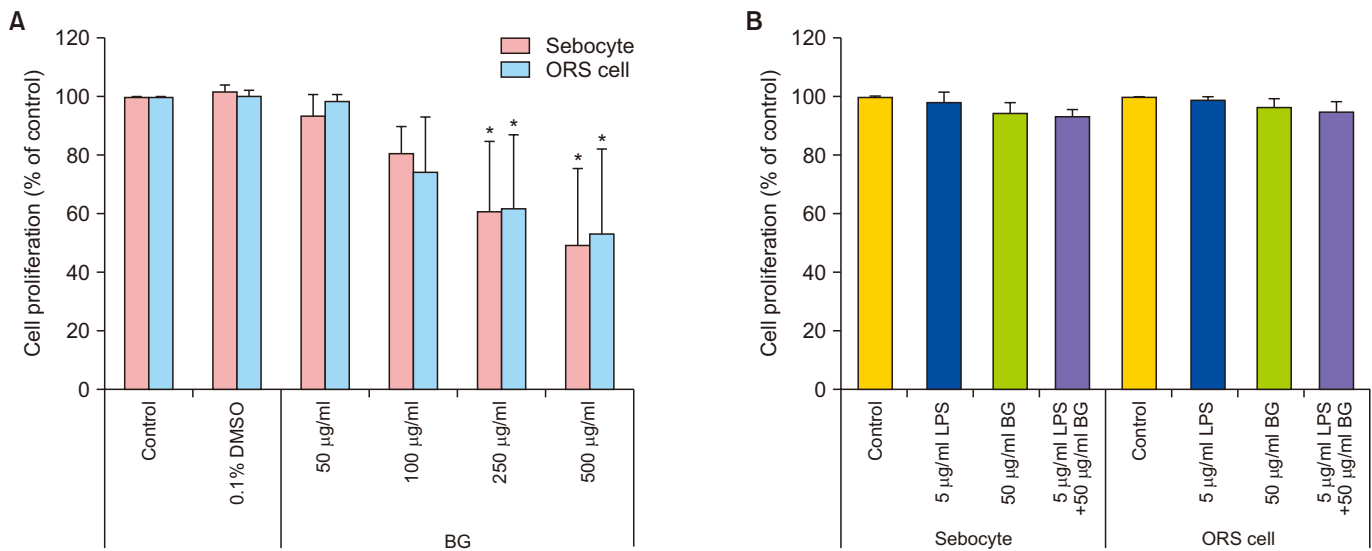 A
Cell proliferation (% of control)
120
100
80
60
40
20
0
Sebocyte
ORS cell
* *
* *
Control
0.1% DMSO
50 µg/ml
100 µg/ml
250 µg/ml
500 µg/ml
BG
B
Cell proliferation (% of control)
120
100
80
60
40
20
0
Control
5 µg/ml LPS
50 µg/ml BG
5 µg/ml LPS
+50 µg/ml BG
Control
5 µg/ml LPS
50 µg/ml BG
5 µg/ml LPS
+50 µg/ml BG
Sebocyte
ORS cell